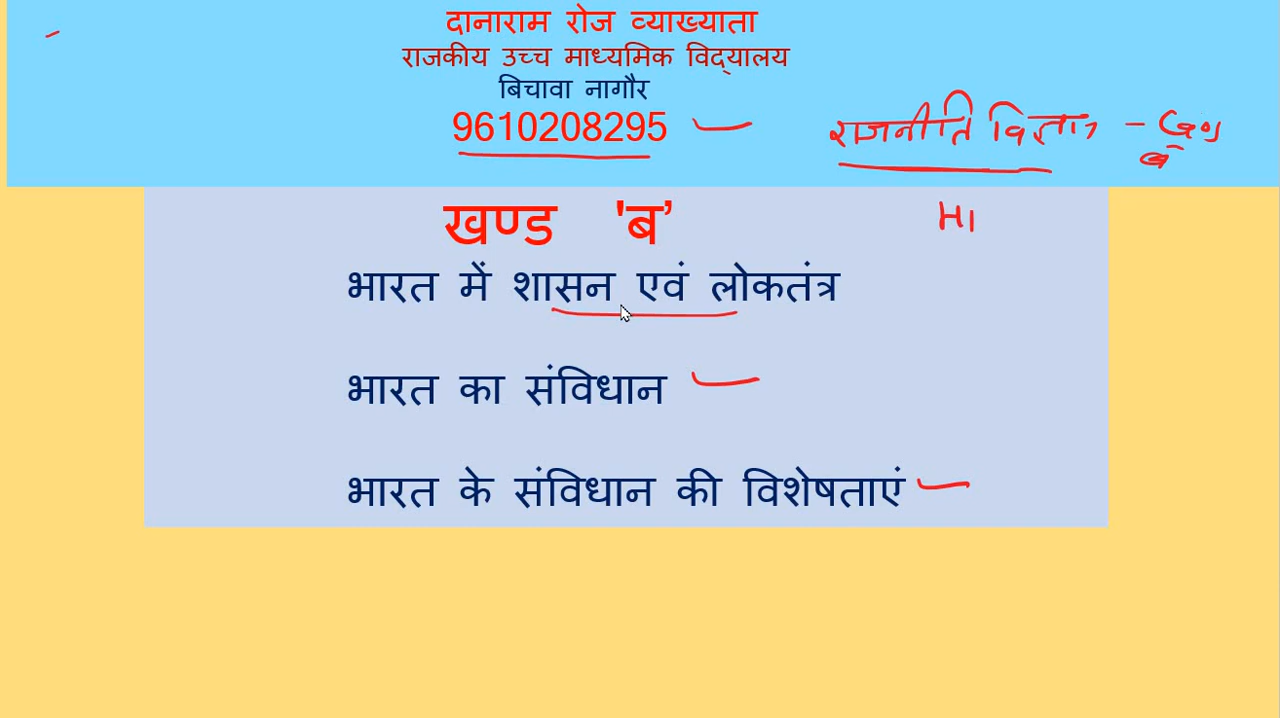 दानाराम रोज व्याख्याता
राजकीय उच्च माध्यमिक विद्यालय
बिचावा नागौर
9610208295
राजनीति विज्ञान -
खण्ड 'ब’
भारत में शासन एवं लोकतंत्र
भारत का संविधान
भारत के संविधान की विशेषताएं